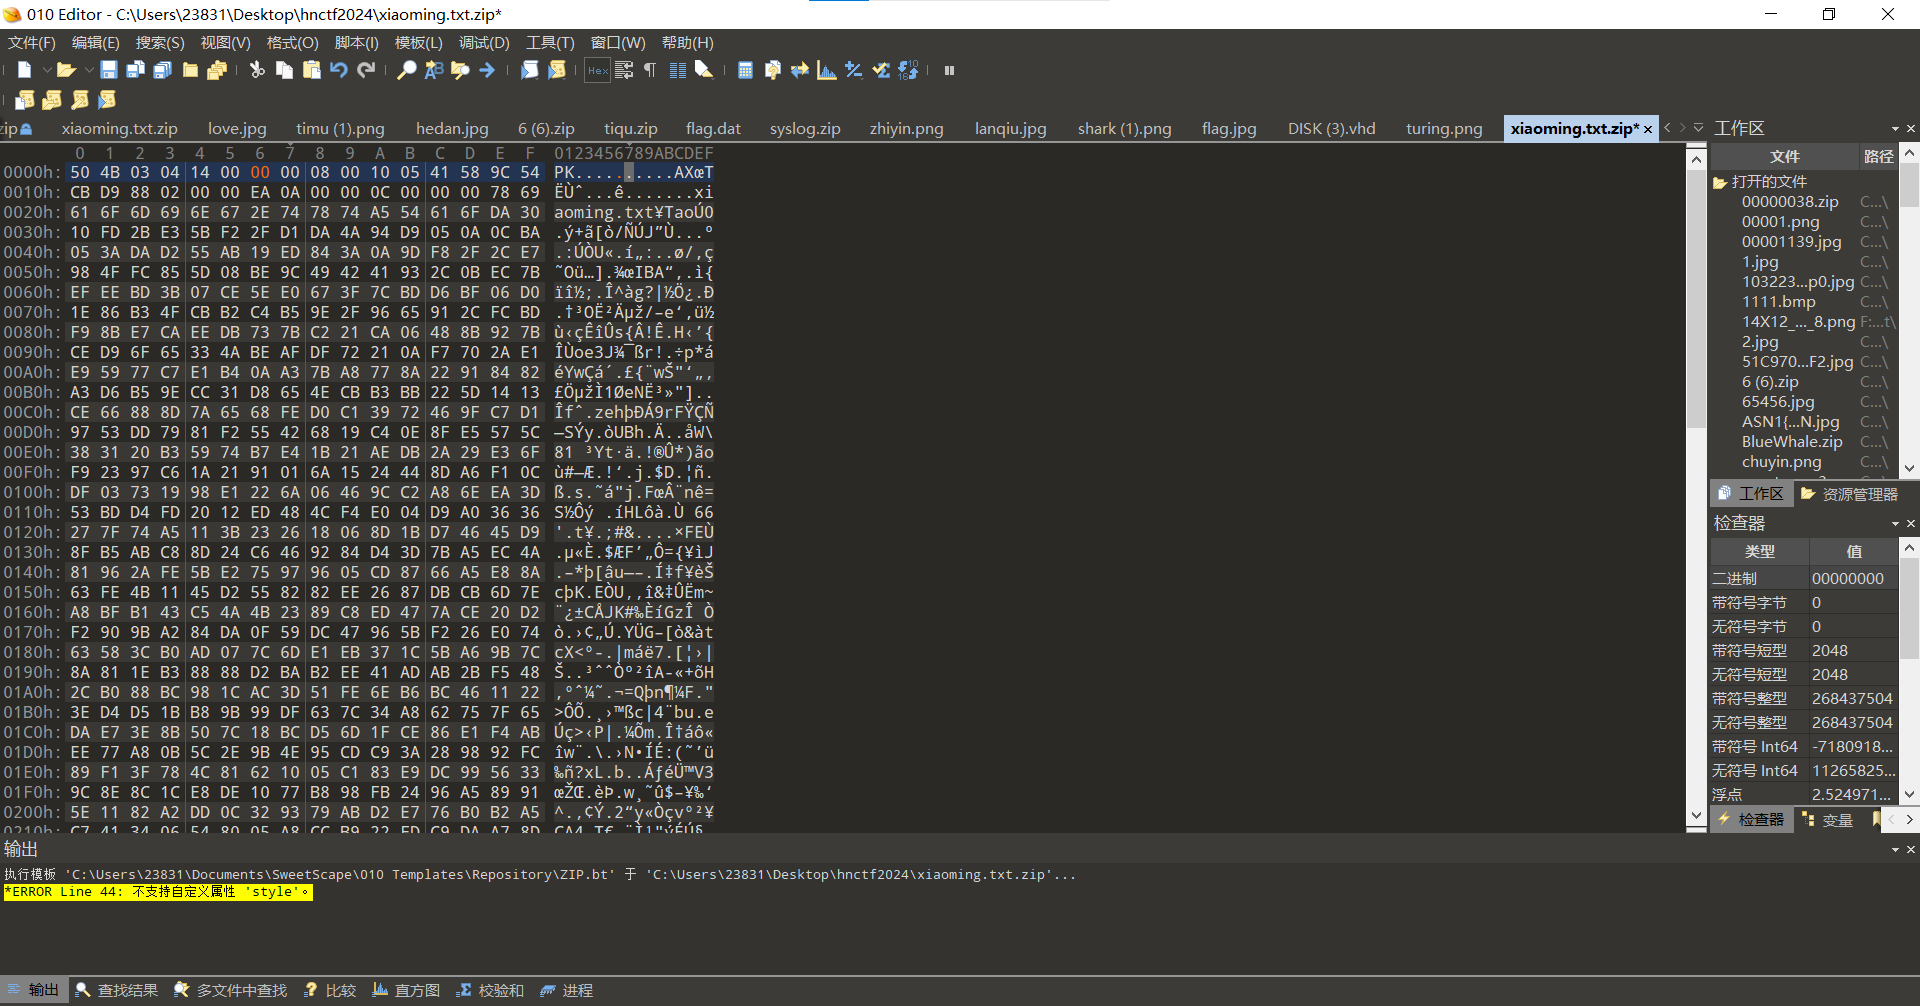 010 Editor - C:\Users\23831\Desktop\hnctf2024\xiaoming.txt.zip*
文件(F) 编辑(E) 搜索(S) 视图(V) 格式(O) 脚本(I) 模板(L) 调试(D) 工具(T) 窗口(W) 帮助(H)
zip xiaoming.txt.zip love.jpg timu (1).png hedan.jpg 6 (6).zip tiqu.zip flag.dat syslog.zip zhiyin.png lanqiu.jpg shark (1).png flag.jpg DISK (3).vhd turing.png xiaoming.txt.zip*
0 1 2 3 4 5 6 7 8 9 A B C D E F 0123456789ABCDEF
0000h: 50 4B 03 04 14 00 00 00 08 00 10 05 41 58 9C 54 PK..........AXœT
0010h: CB D9 88 02 00 00 EA 0A 00 00 0C 00 00 00 78 69 ËÙˆ...ê.......xi
0020h: 61 6F 6D 69 6E 67 2E 74 78 74 A5 54 61 6F DA 30 aoming.txt¥TaoÚ0
0030h: 10 FD 2B E3 5B F2 2F D1 DA 4A 94 D9 05 0A 0C BA .ý+ã[ò/ÑÚJ”Ù...º
0040h: 05 3A DA D2 55 AB 19 ED 84 3A 0A 9D F8 2F 2C E7 .:ÚÒU«.í„:..ø/,ç
0050h: 98 4F FC 85 5D 08 BE 9C 49 42 41 93 2C 0B EC 7B ˜Oü…].¾œIBA“,.ì{
0060h: EF EE BD 3B 07 CE 5E E0 67 3F 7C BD D6 BF 06 D0 ïî½;.Î^àg?|½Ö¿.Ð
0070h: 1E 86 B3 4F CB B2 C4 B5 9E 2F 96 65 91 2C FC BD .†³OË²Äµž/–e‘,ü½
0080h: F9 8B E7 CA EE DB 73 7B C2 21 CA 06 48 8B 92 7B ù‹çÊîÛs{Â!Ê.H‹’{
0090h: CE D9 6F 65 33 4A BE AF DF 72 21 0A F7 70 2A E1 ÎÙoe3J¾¯ßr!.÷p*á
00A0h: E9 59 77 C7 E1 B4 0A A3 7B A8 77 8A 22 91 84 82 éYwÇá´.£{¨wŠ"‘„‚
00B0h: A3 D6 B5 9E CC 31 D8 65 4E CB B3 BB 22 5D 14 13 £Öµž̀Ì1ØeNË³»"]..
00C0h: CE 66 88 8D 7A 65 68 FE D0 C1 39 72 46 9F C7 D1 Îfˆ.zehþÐÁ9rFŸÇÑ
00D0h: 97 53 DD 79 81 F2 55 42 68 19 C4 0E 8F E5 57 5C —SÝy.òUBh.Ä..åW\
00E0h: 38 31 20 B3 59 74 B7 E4 1B 21 AE DB 2A 29 E3 6F 81 ³Yt·ä.!®Û*)ão
00F0h: F9 23 97 C6 1A 21 91 01 6A 15 24 44 8D A6 F1 0C ù#—Æ.!‘.j.$D.¦ñ.
0100h: DF 03 73 19 98 E1 22 6A 06 46 9C C2 A8 6E EA 3D ß.s.˜á"j.FœÂ¨nê=
0110h: 53 BD D4 FD 20 12 ED 48 4C F4 E0 04 D9 A0 36 36 S½Ôý .íHLôà.Ù 66
0120h: 27 7F 74 A5 11 3B 23 26 18 06 8D 1B D7 46 45 D9 '.t¥.;#&....×FEÙ
0130h: 8F B5 AB C8 8D 24 C6 46 92 84 D4 3D 7B A5 EC 4A .µ«È.$ÆF’„Ô={¥ìJ
0140h: 81 96 2A FE 5B E2 75 97 96 05 CD 87 66 A5 E8 8A .–*þ[âu—–.Í‡f¥èŠ
0150h: 63 FE 4B 11 45 D2 55 82 82 EE 26 87 DB CB 6D 7E cþK.EÒU‚‚î&‡ÛËm~
0160h: A8 BF B1 43 C5 4A 4B 23 89 C8 ED 47 7A CE 20 D2 ¨¿±CÅJK#‰ÈíGzÎ Ò
0170h: F2 90 9B A2 84 DA 0F 59 DC 47 96 5B F2 26 E0 74 ò.›¢„Ú.YÜG–[ò&àt
0180h: 63 58 3C B0 AD 07 7C 6D E1 EB 37 1C 5B A6 9B 7C cX<°-.|máë7.[¦›|
0190h: 8A 81 1E B3 88 88 D2 BA B2 EE 41 AD AB 2B F5 48 Š..³ˆˆÒº²îA-«+õH
01A0h: 2C B0 88 BC 98 1C AC 3D 51 FE 6E B6 BC 46 11 22 ,°ˆ¼˜.¬=Qþn¶¼F."
01B0h: 3E D4 D5 1B B8 9B 99 DF 63 7C 34 A8 62 75 7F 65 >ÔÕ.¸›™ßc|4¨bu.e
01C0h: DA E7 3E 8B 50 7C 18 BC D5 6D 1F CE 86 E1 F4 AB Úç>‹P|.¼Õm.Î†áô«
01D0h: EE 77 A8 0B 5C 2E 9B 4E 95 CD C9 3A 28 98 92 FC îw¨.\.›N•ÍÉ:(˜’ü
01E0h: 89 F1 3F 78 4C 81 62 10 05 C1 83 E9 DC 99 56 33 ‰ñ?xL.b..ÁƒéÜ™V3
01F0h: 9C 8E 8C 1C E8 DE 10 77 B8 98 FB 24 96 A5 89 91 œŽŒ.èÞ.w¸˜û$–¥‰‘
0200h: 5E 11 82 A2 DD 0C 32 93 79 AB D2 E7 76 B0 B2 A5 ^.‚¢Ý.2“y«Òçv°²¥
0210h: C7 41 34 06 54 80 05 A8 CC B9 22 FD C9 DA A7 8D
工作区
文件 路径
打开的文件
00000038.zip C...\
00001.png C...\
00001139.jpg C...\
1.jpg C...\
103223...p0.jpg C...\
1111.bmp C...\
14X12_..._8.png F:...t\
2.jpg C...\
51C970...F2.jpg C...\
6 (6).zip C...\
65456.jpg C...\
ASN1{...N.jpg C...\
BlueWhale.zip C...\
chuyin.png C...\
工作区 资源管理器
检查器
类型 值
二进制 00000000
带符号字节 0
无符号字节 0
带符号短型 2048
无符号短型 2048
带符号整型 268437504
无符号整型 268437504
带符号 Int64 -7180918...
无符号 Int64 11265825...
浮点 2.524971...
检查器 变量
输出
执行模板 'C:\Users\23831\Documents\SweetScape\010 Templates\Repository\ZIP.bt' 于 'C:\Users\23831\Desktop\hnctf2024\xiaoming.txt.zip'...
*ERROR Line 44: 不支持自定义属性 'style'。
输出 查找结果 多文件中查找 比较 直方图 校验和 进程